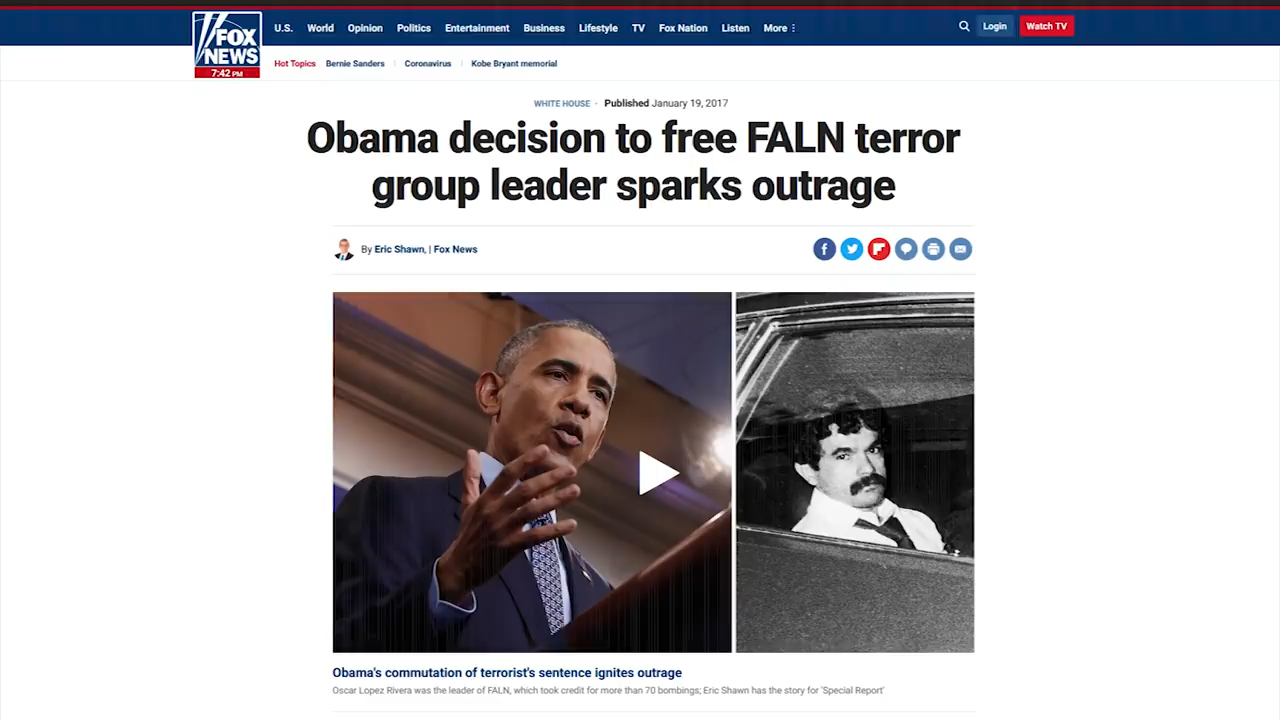 FOX
NEWS
7:42 PM
U.S. World Opinion Politics Entertainment Business Lifestyle TV Fox Nation Listen More
Login
Watch TV
Hot Topics Bernie Sanders Coronavirus Kobe Bryant memorial
WHITE HOUSE · Published January 19, 2017
Obama decision to free FALN terror
group leader sparks outrage
By Eric Shawn, | Fox News
Obama's commutation of terrorist's sentence ignites outrage
Oscar Lopez Rivera was the leader of FALN, which took credit for more than 70 bombings; Eric Shawn has the story for 'Special Report'